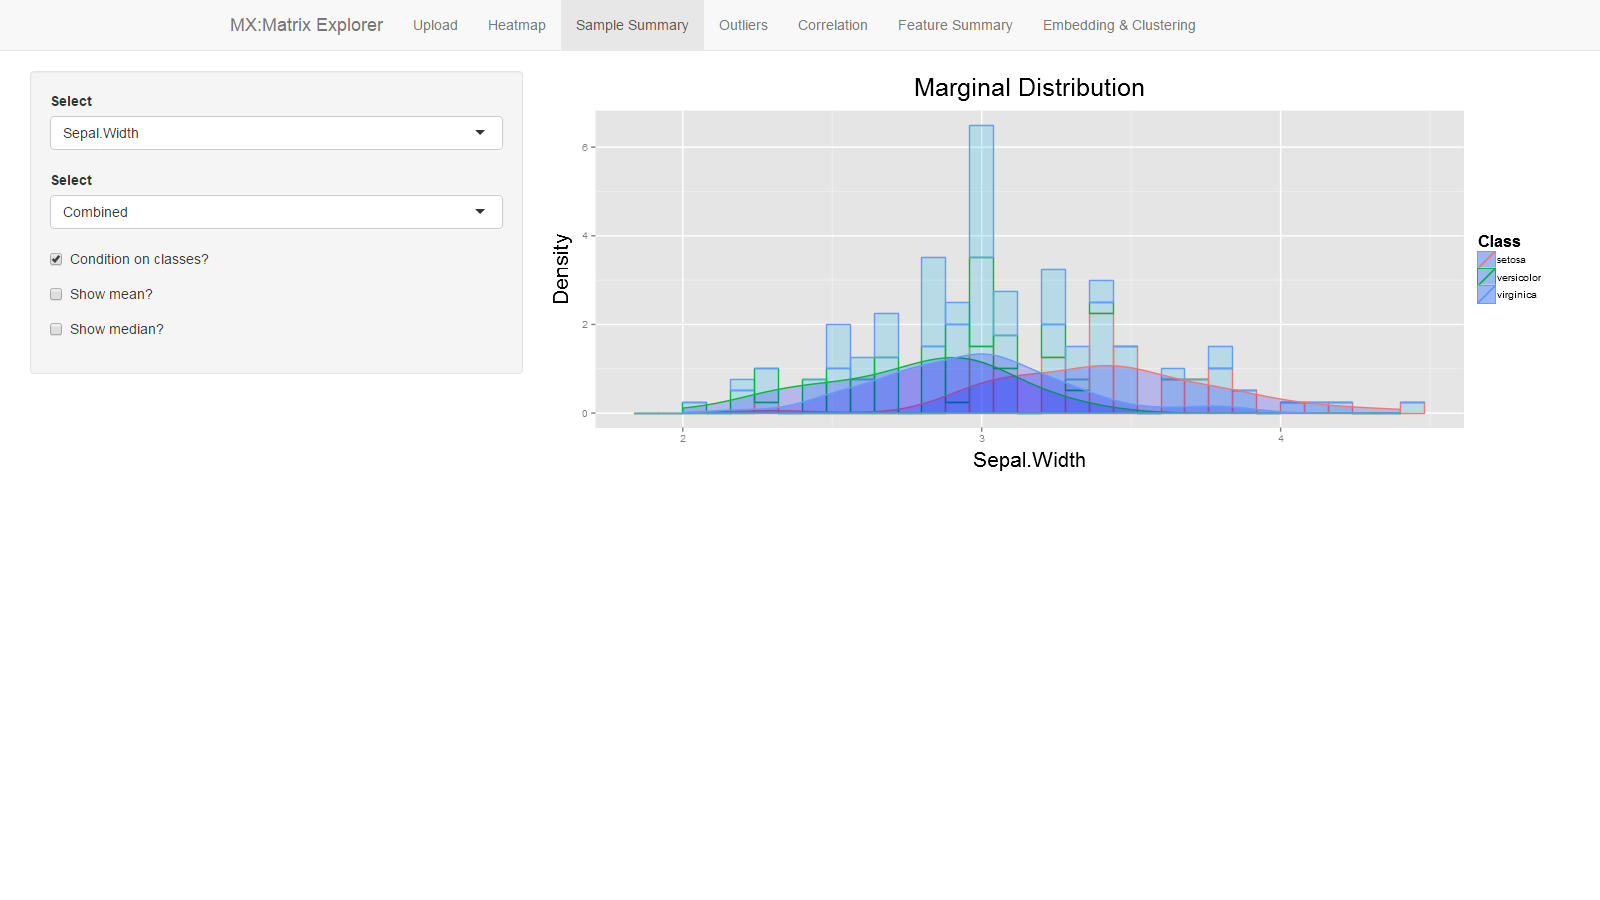 MX:Matrix Explorer Upload Heatmap Sample Summary Outliers Correlation Feature Summary Embedding & Clustering
Select
Sepal.Width
Select
Combined
Condition on classes?
Show mean?
Show median?
Marginal Distribution
Density
6
4
2
0
2 3 4
Sepal.Width
Class
setosa
versicolor
virginica